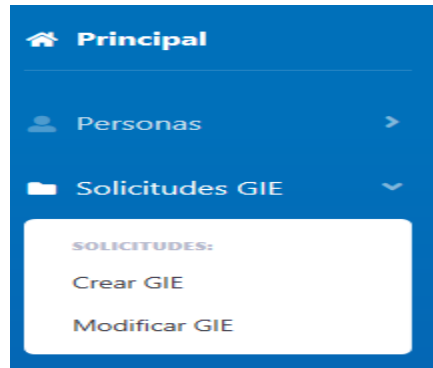 Principal
Personas
Solicitudes GIE
SOLICITUDES:
Crear GIE
Modificar GIE